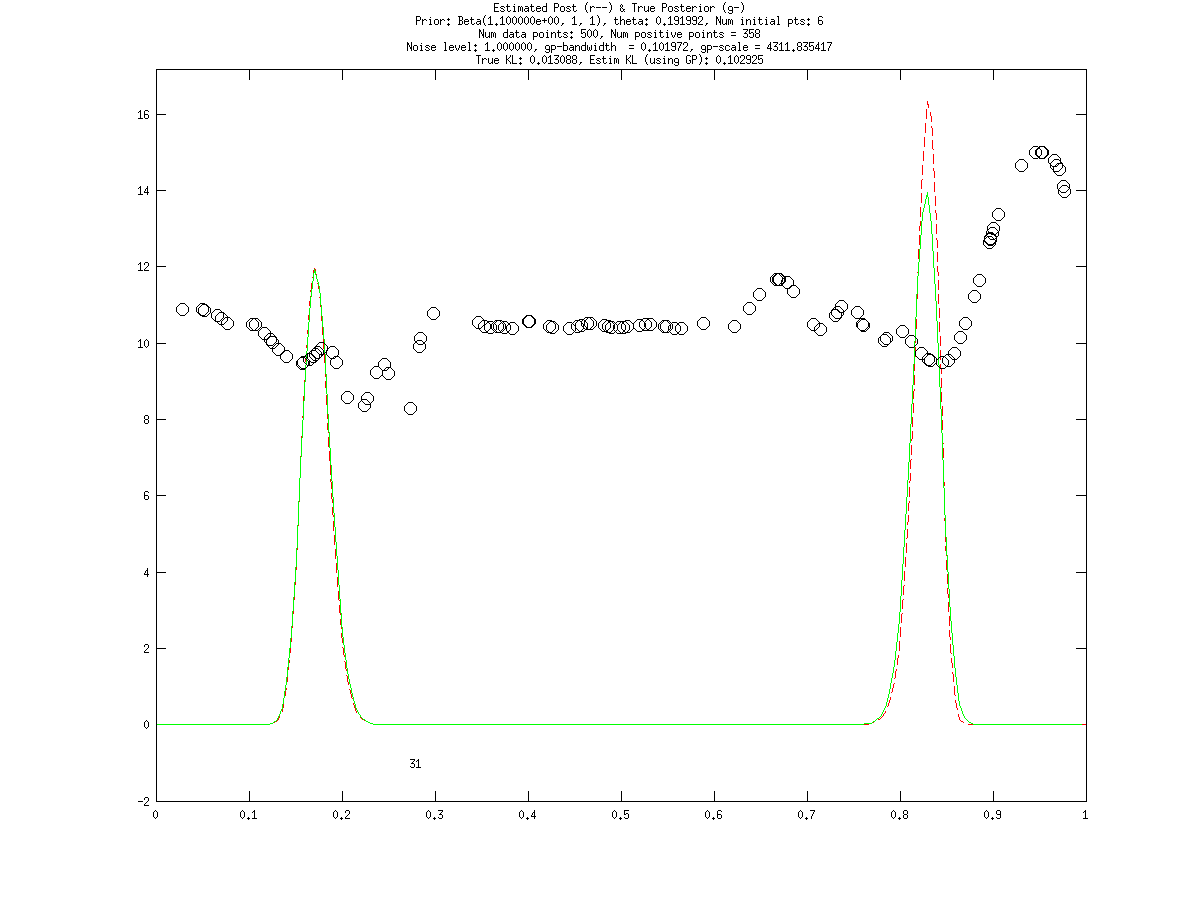 Estimated Post (r--) & True Posterior (g-)
Prior: Beta(1.100000e+00, 1, 1), theta: 0.191992, Num initial pts: 6
Num data points: 500, Num positive points = 358
Noise level: 1.000000, gp-bandwidth  = 0.101972, gp-scale = 4311.835417
True KL: 0.013088, Estim KL (using GP): 0.102925
16
14
12
10
8
6
4
2
0
31
-2
0 0.1 0.2 0.3 0.4 0.5 0.6 0.7 0.8 0.9 1